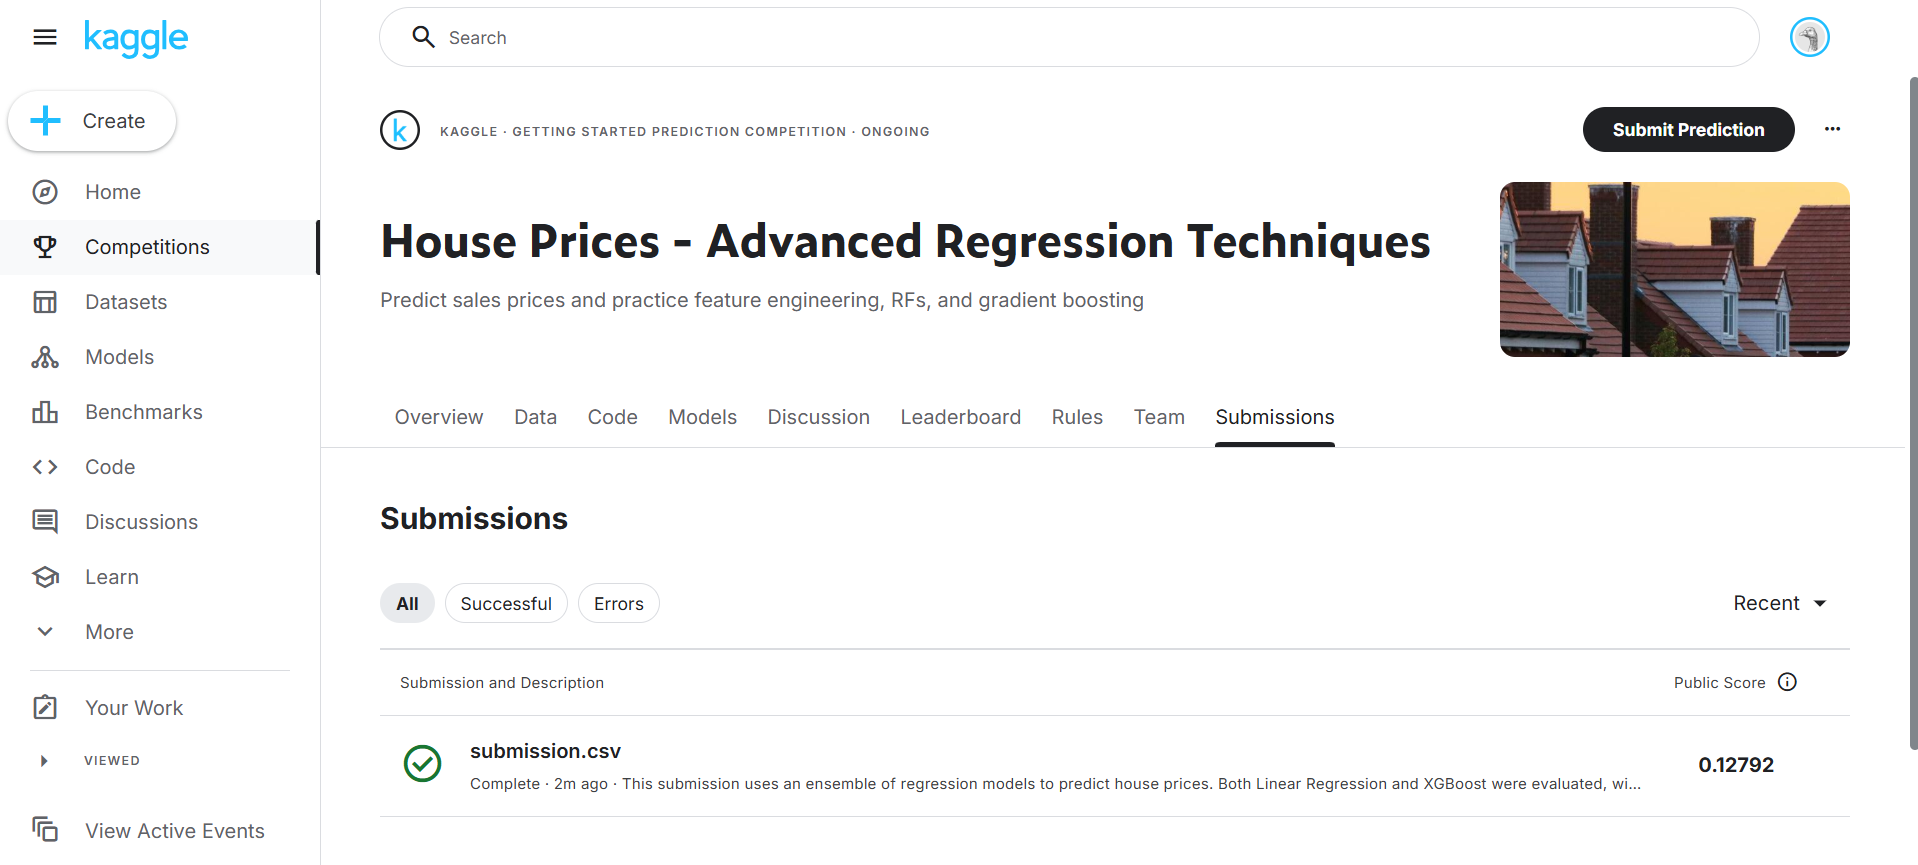 kaggle
Search
Create
Home
Competitions
Datasets
Models
Benchmarks
Code
Discussions
Learn
More
Your Work
VIEWED
View Active Events
k
KAGGLE · GETTING STARTED PREDICTION COMPETITION · ONGOING
Submit Prediction
House Prices - Advanced Regression Techniques
Predict sales prices and practice feature engineering, RFs, and gradient boosting
Overview Data Code Models Discussion Leaderboard Rules Team Submissions
Submissions
All Successful Errors Recent
Submission and Description Public Score
submission.csv
Complete · 2m ago · This submission uses an ensemble of regression models to predict house prices. Both Linear Regression and XGBoost were evaluated, wi...
0.12792